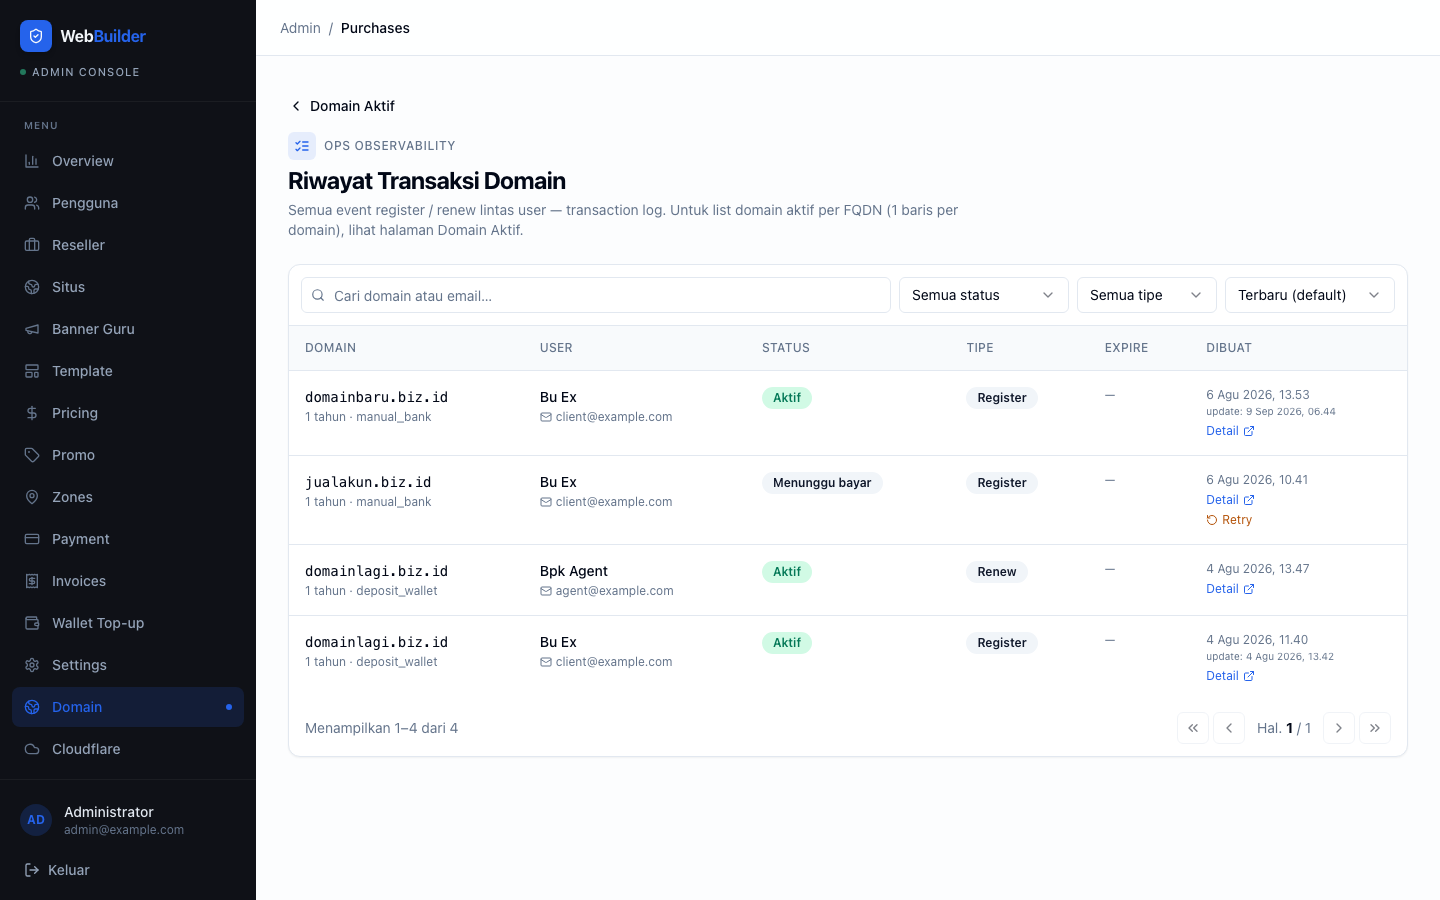 WebBuilder
ADMIN CONSOLE
MENU
Overview
Pengguna
Reseller
Situs
Banner Guru
Template
Pricing
Promo
Zones
Payment
Invoices
Wallet Top-up
Settings
Domain
Cloudflare
AD
Administrator
admin@example.com
Keluar
Admin / Purchases
Domain Aktif
OPS OBSERVABILITY
Riwayat Transaksi Domain
Semua event register / renew lintas user — transaction log. Untuk list domain aktif per FQDN (1 baris per
domain), lihat halaman Domain Aktif.
Cari domain atau email... Semua status Semua tipe Terbaru (default)
DOMAIN USER STATUS TIPE EXPIRE DIBUAT
domainbaru.biz.id Bu Ex Aktif Register — 6 Agu 2026, 13.53
1 tahun · manual_bank client@example.com update: 9 Sep 2026, 06.44
Detail
jualakun.biz.id Bu Ex Menunggu bayar Register — 6 Agu 2026, 10.41
1 tahun · manual_bank client@example.com Detail
Retry
domainlagi.biz.id Bpk Agent Aktif Renew — 4 Agu 2026, 13.47
1 tahun · deposit_wallet agent@example.com Detail
domainlagi.biz.id Bu Ex Aktif Register — 4 Agu 2026, 11.40
1 tahun · deposit_wallet client@example.com update: 4 Agu 2026, 13.42
Detail
Menampilkan 1–4 dari 4 Hal. 1 / 1